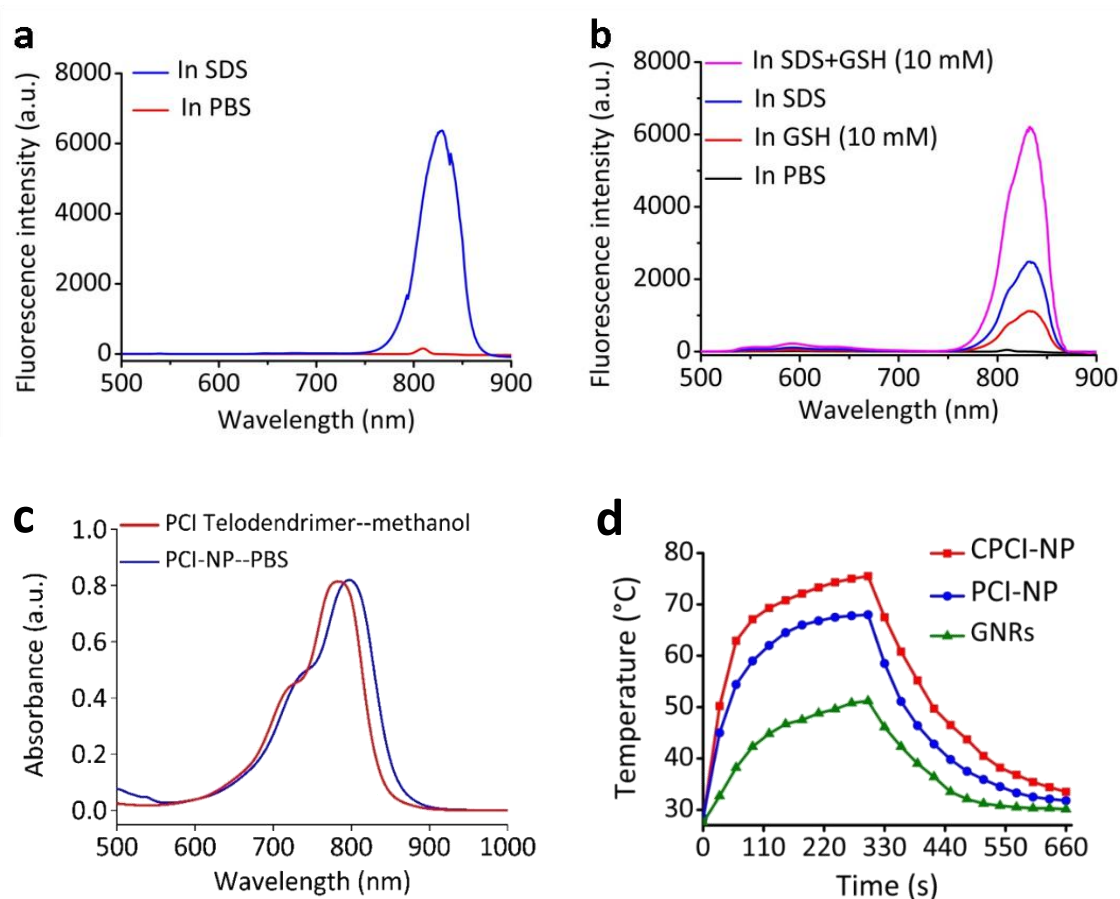 a
In SDS
In PBS
Fluorescence intensity (a.u.)
8000
6000
4000
2000
0
500 600 700 800 900
Wavelength (nm)
b
In SDS+GSH (10 mM)
In SDS
In GSH (10 mM)
In PBS
Fluorescence intensity (a.u.)
8000
6000
4000
2000
0
500 600 700 800 900
Wavelength (nm)
c
PCI Telodendrimer--methanol
PCI-NP--PBS
Absorbance (a.u.)
1.0
0.8
0.6
0.4
0.2
0.0
500 600 700 800 900 1000
Wavelength (nm)
d
CPCI-NP
PCI-NP
GNRs
Temperature (°C)
80
70
60
50
40
30
0 110 220 330 440 550 660
Time (s)